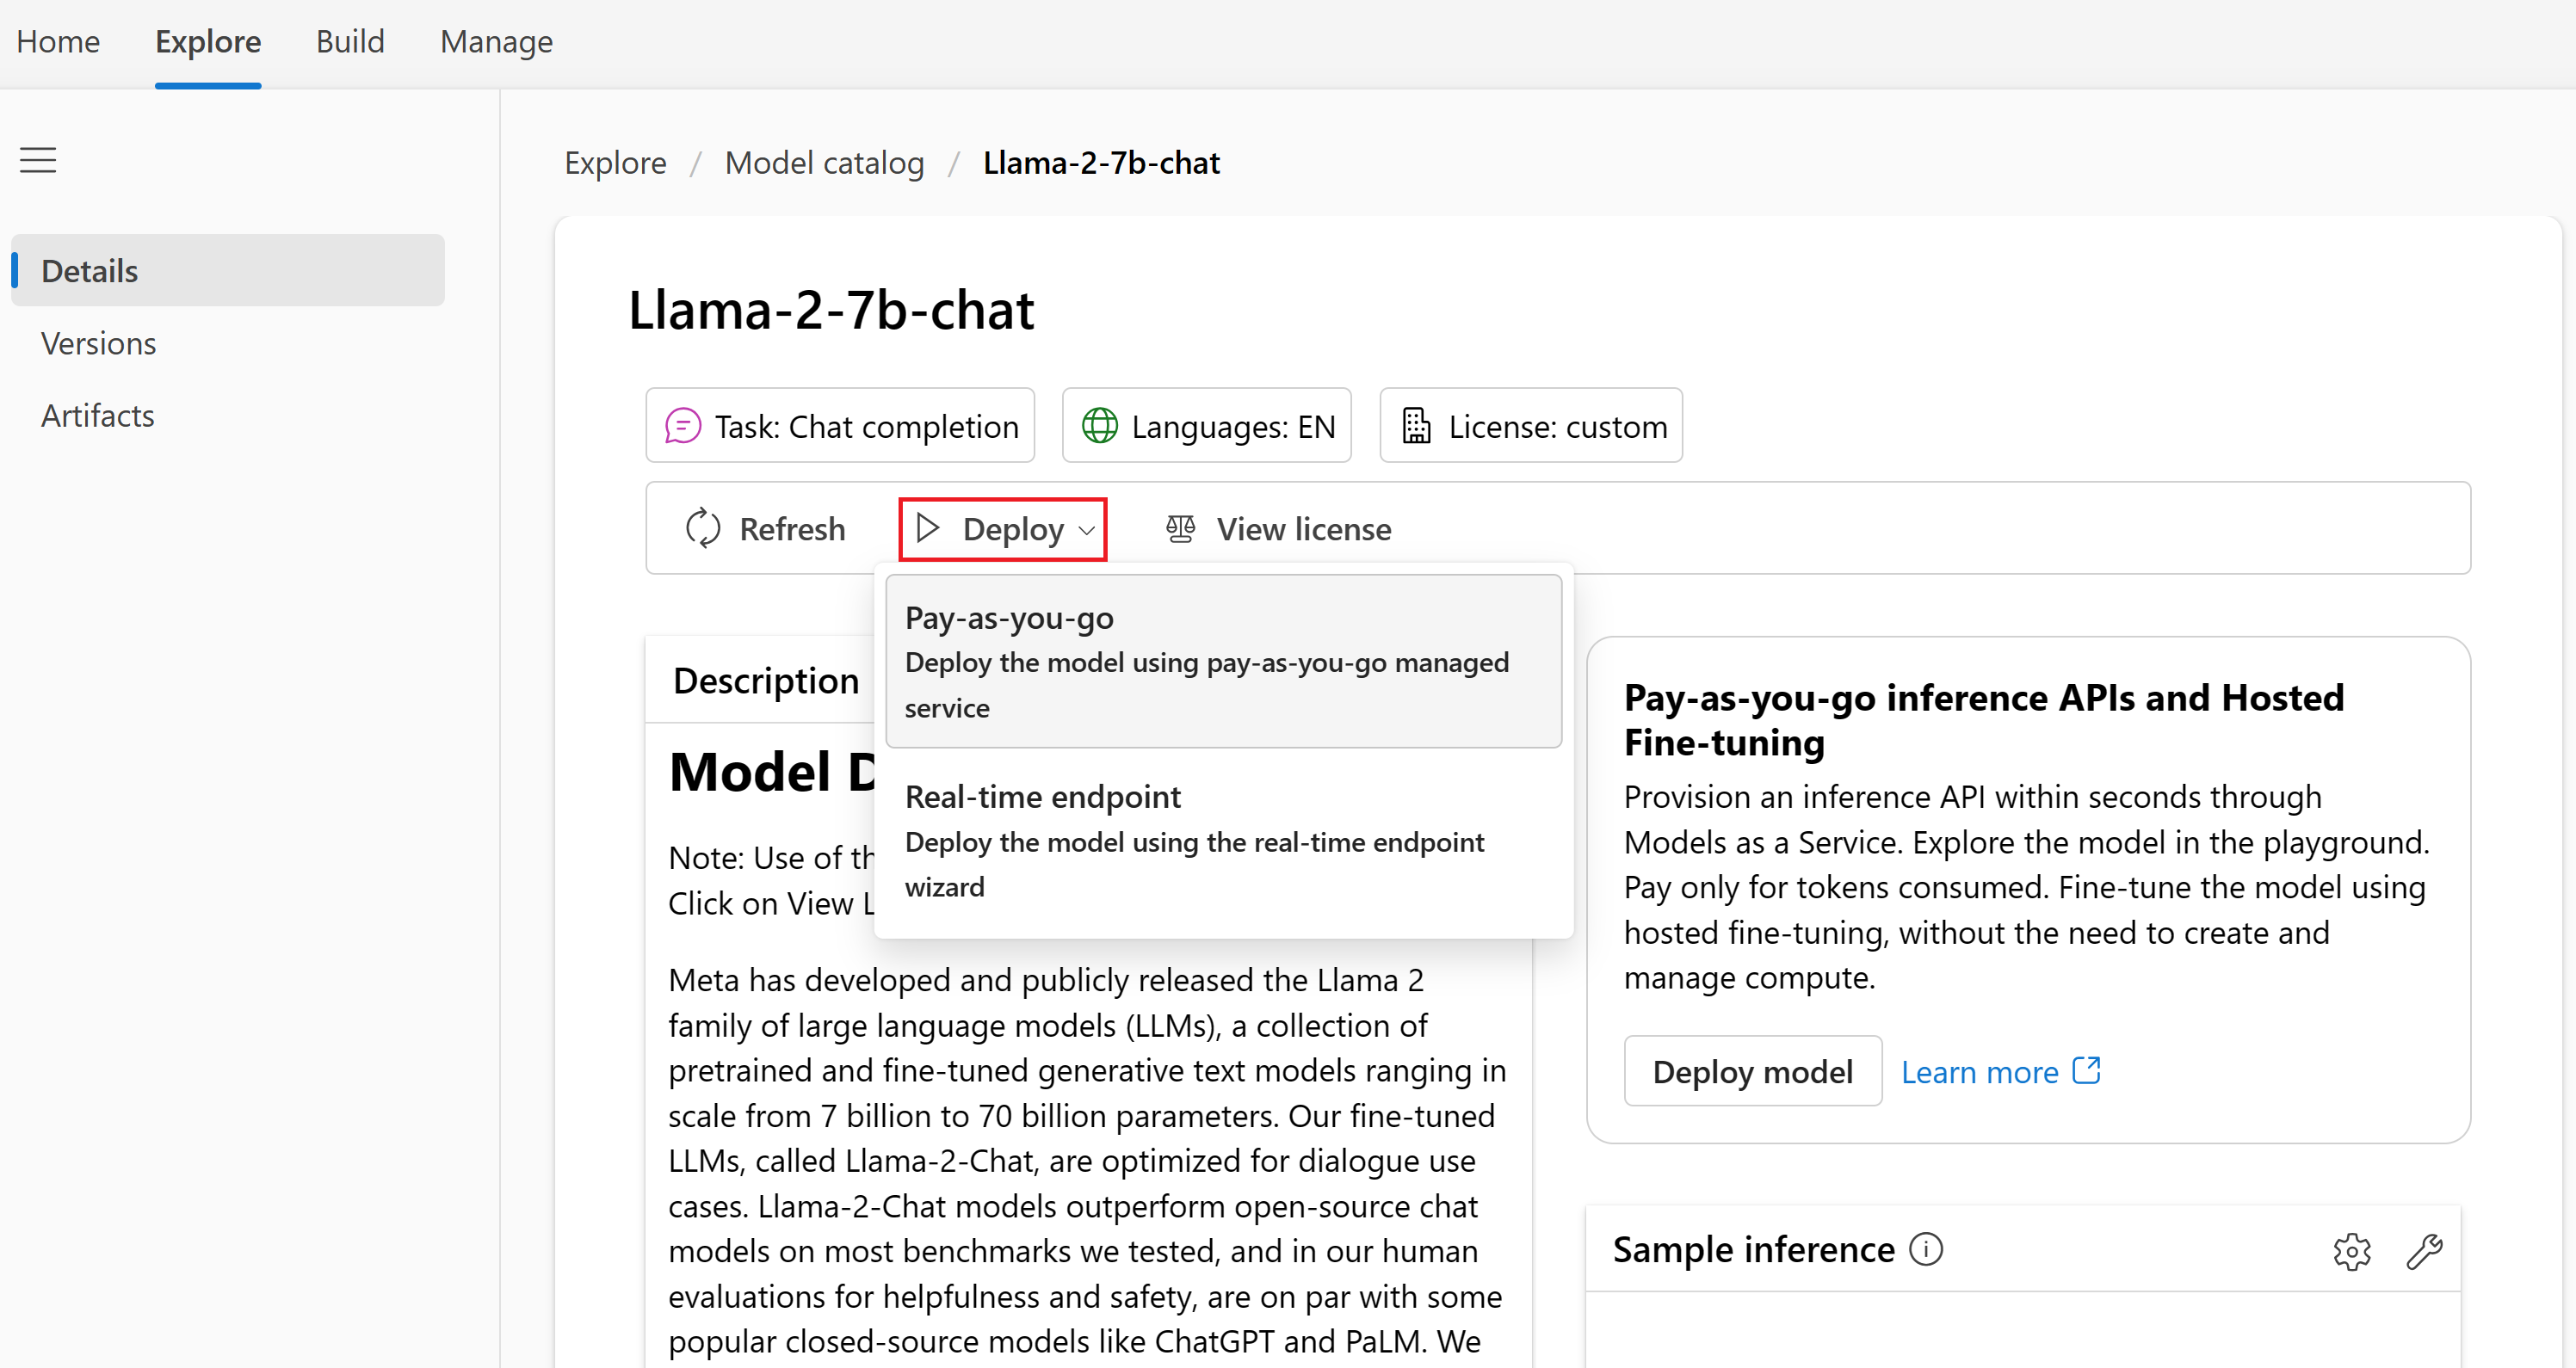 Home Explore Build Manage
Explore / Model catalog / Llama-2-7b-chat
Details
Versions
Artifacts
Llama-2-7b-chat
Task: Chat completion Languages: EN License: custom
Refresh Deploy View license
Pay-as-you-go
Deploy the model using pay-as-you-go managed
service
Real-time endpoint
Deploy the model using the real-time endpoint
wizard
Description
Model D
Note: Use of th
Click on View L
Meta has developed and publicly released the Llama 2
family of large language models (LLMs), a collection of
pretrained and fine-tuned generative text models ranging in
scale from 7 billion to 70 billion parameters. Our fine-tuned
LLMs, called Llama-2-Chat, are optimized for dialogue use
cases. Llama-2-Chat models outperform open-source chat
models on most benchmarks we tested, and in our human
evaluations for helpfulness and safety, are on par with some
popular closed-source models like ChatGPT and PaLM. We
Pay-as-you-go inference APIs and Hosted
Fine-tuning
Provision an inference API within seconds through
Models as a Service. Explore the model in the playground.
Pay only for tokens consumed. Fine-tune the model using
hosted fine-tuning, without the need to create and
manage compute.
Deploy model Learn more
Sample inference